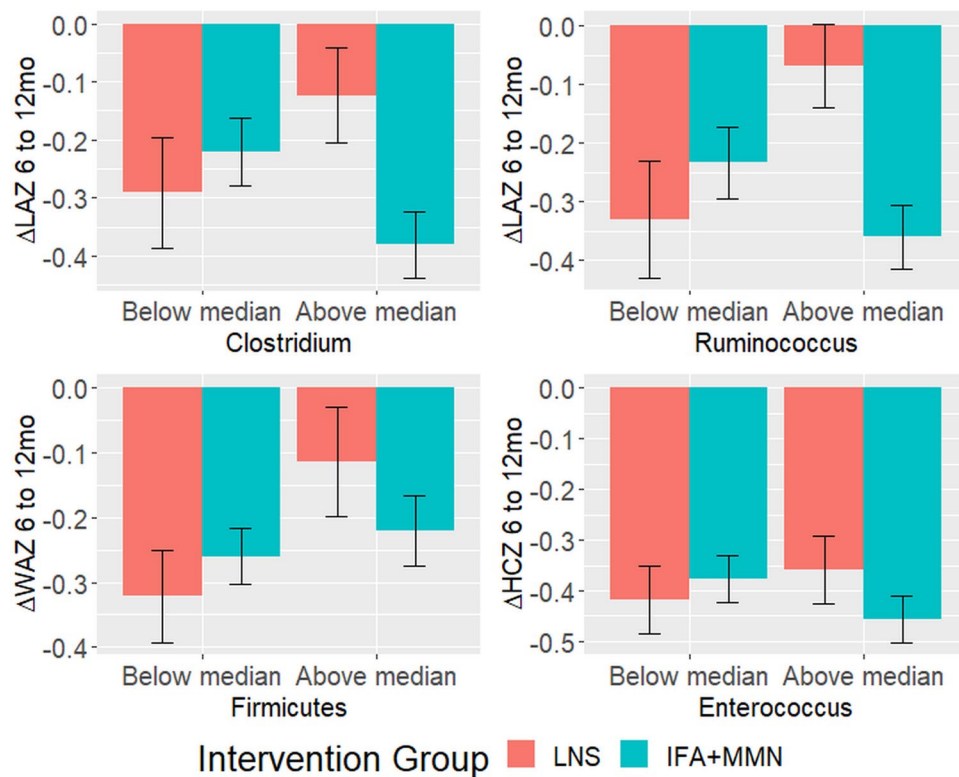 ΔLAZ 6 to 12mo
0.0
-0.1
-0.2
-0.3
-0.4
Below median Above median
Clostridium
ΔLAZ 6 to 12mo
0.0
-0.1
-0.2
-0.3
-0.4
Below median Above median
Ruminococcus
ΔWAZ 6 to 12mo
0.0
-0.1
-0.2
-0.3
-0.4
Below median Above median
Firmicutes
ΔHCZ 6 to 12mo
0.0
-0.1
-0.2
-0.3
-0.4
-0.5
Below median Above median
Enterococcus
Intervention Group LNS IFA+MMN